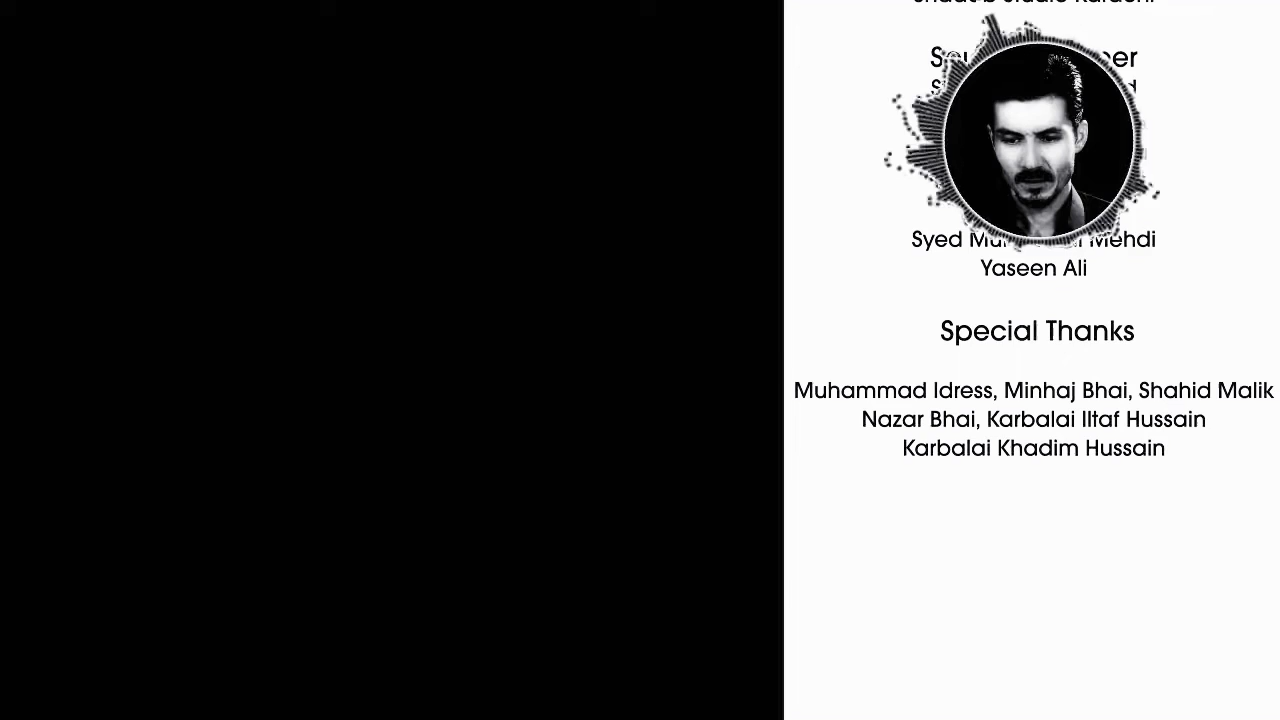 Syed Mehdi
Yaseen Ali
Special Thanks
Muhammad Idress, Minhaj Bhai, Shahid Malik
Nazar Bhai, Karbalai Iltaf Hussain
Karbalai Khadim Hussain